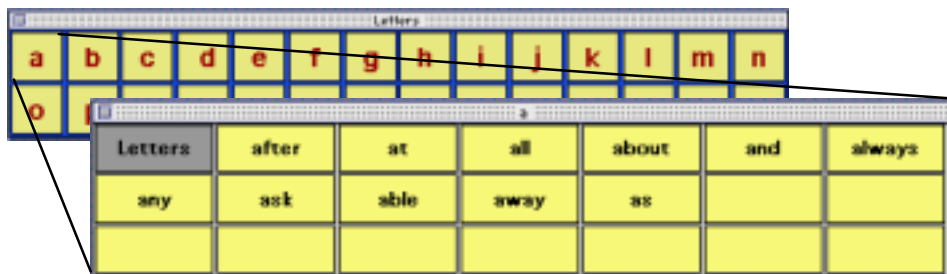 Letters
a b c d e f g h i j k l m n
o
a
Letters after at all about and always
any ask able away as